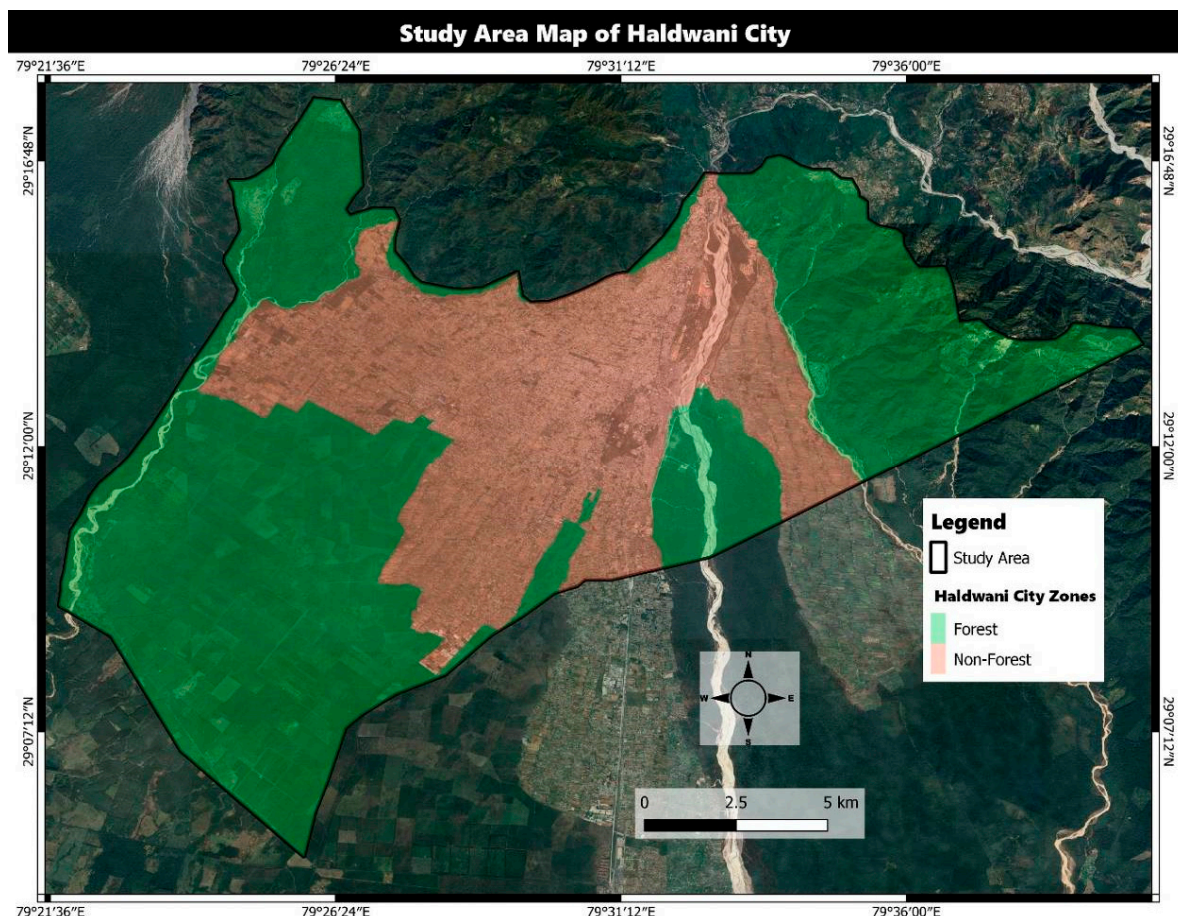 Study Area Map of Haldwani City
79°21'36"E 79°26'24"E 79°31'12"E 79°36'00"E
29°16'48"N 29°16'48"N
29°12'00"N 29°12'00"N
Legend
Study Area
Haldwani City Zones
Forest
Non-Forest
N
W E
S
29°07'12"N 29°07'12"N
0 2.5 5 km
79°21'36"E 79°26'24"E 79°31'12"E 79°36'00"E